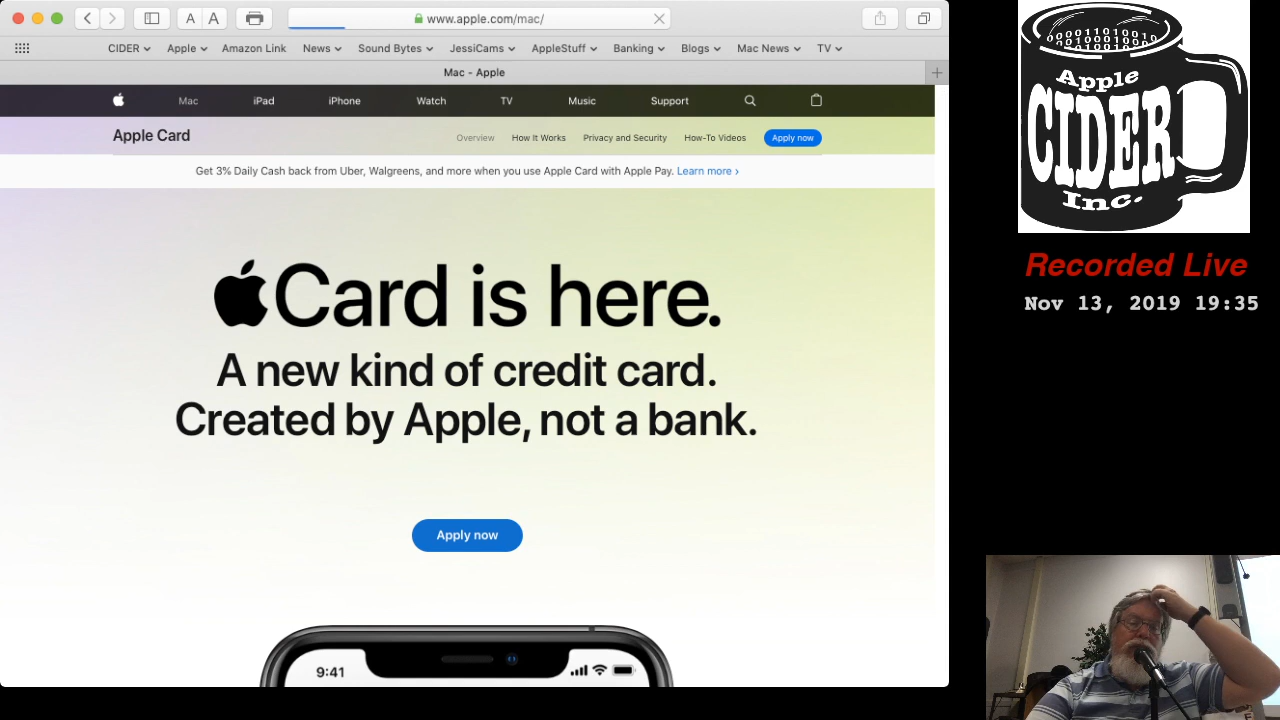 www.apple.com/mac/
A A
CIDER Apple Amazon Link News Sound Bytes JessiCams AppleStuff Banking Blogs Mac News TV
Mac - Apple
Mac iPad iPhone Watch TV Music Support
Apple Card Overview How It Works Privacy and Security How-To Videos Apply now
Get 3% Daily Cash back from Uber, Walgreens, and more when you use Apple Card with Apple Pay. Learn more ›
Card is here.
A new kind of credit card.
Created by Apple, not a bank.
Apply now
9:41
000011010010
Apple
CIDER
Inc.
Recorded Live
Nov 13, 2019 19:35